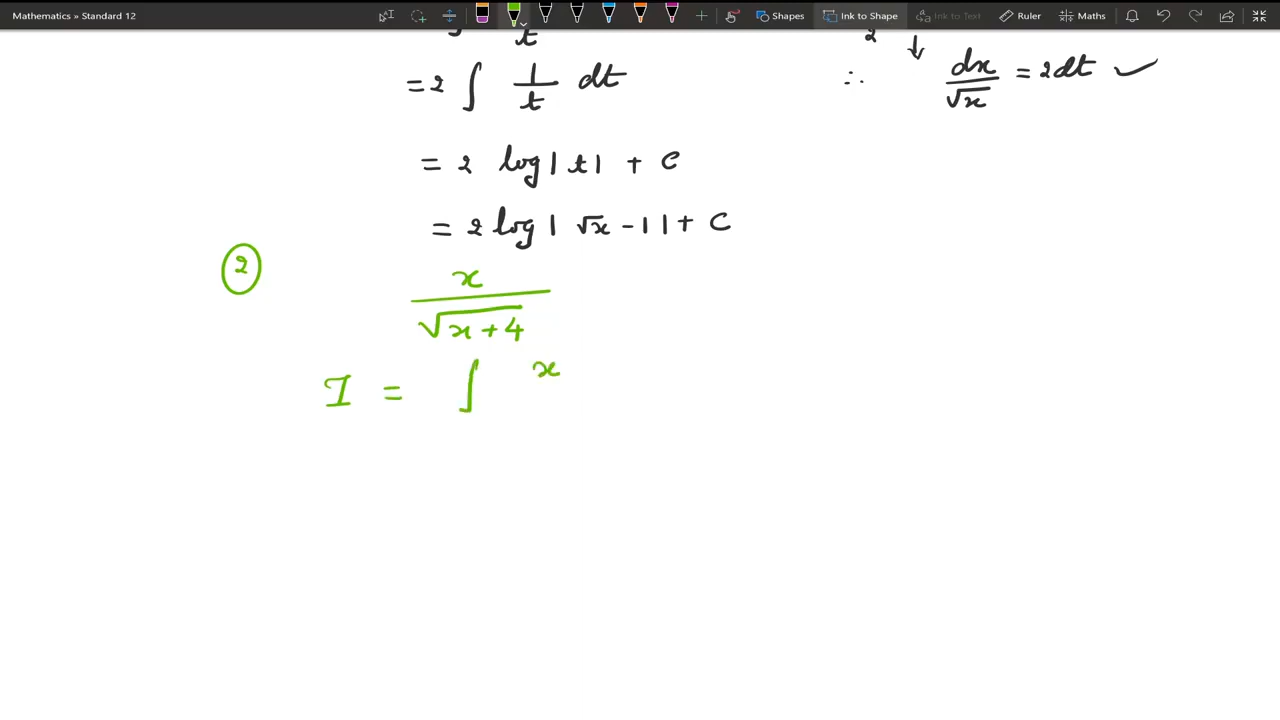 Mathematics » Standard 12
Shapes
Ink to Shape
Ink to Text
Ruler
Maths
t
2
= 2 ∫ 1/t dt
∴ dx/√x = 2dt ✓
= 2 log|t| + C
= 2 log|√x - 1| + C
② x/√(x+4)
I = ∫ x